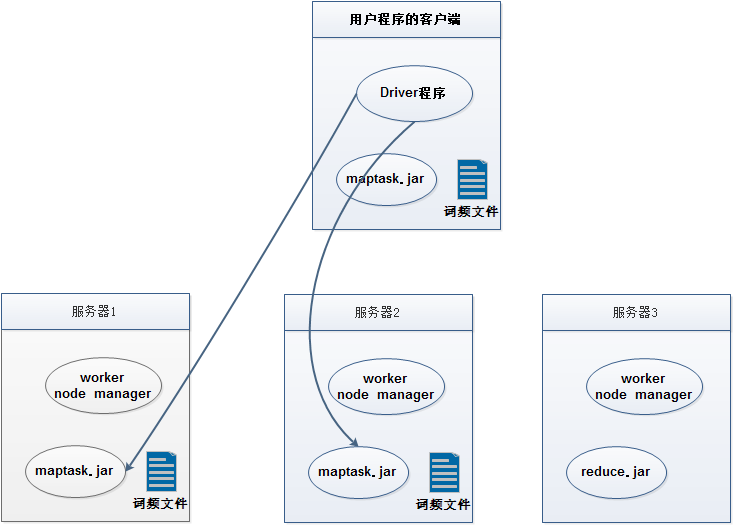 用户程序的客户端
Driver程序
maptask.jar
词频文件
服务器1
worker
node manager
maptask.jar
词频文件
服务器2
worker
node manager
maptask.jar
词频文件
服务器3
worker
node manager
reduce.jar